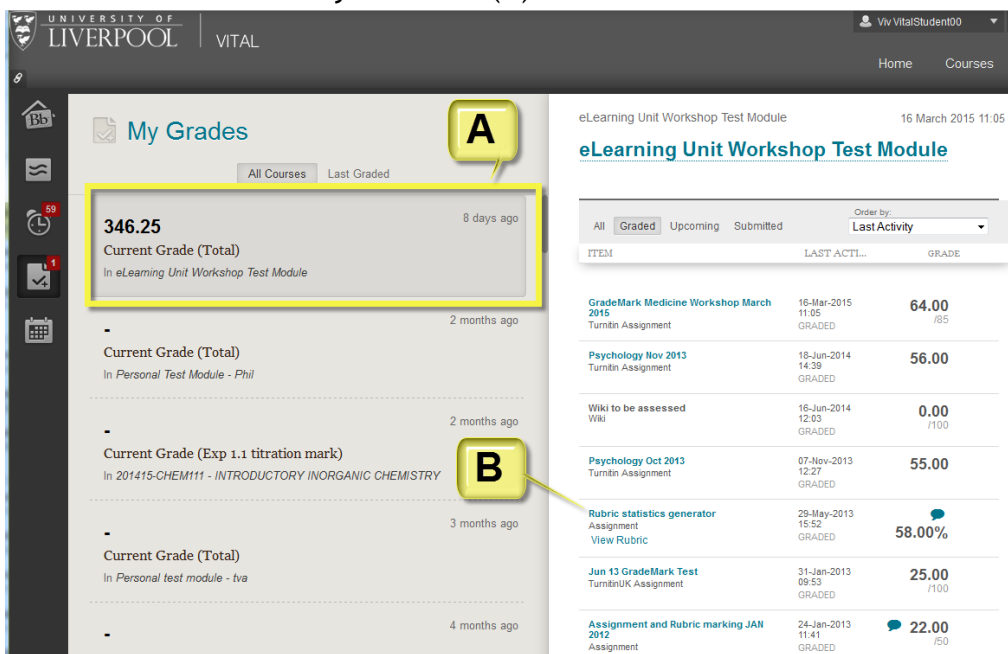 UNIVERSITY OF
LIVERPOOL
VITAL
Viv VitalStudent00
Home Courses
Bb
59
1
My Grades
All Courses Last Graded
A
346.25
8 days ago
Current Grade (Total)
In eLearning Unit Workshop Test Module
-
2 months ago
Current Grade (Total)
In Personal Test Module - Phil
-
2 months ago
Current Grade (Exp 1.1 titration mark)
In 201415-CHEM111 - INTRODUCTORY INORGANIC CHEMISTRY
B
-
3 months ago
Current Grade (Total)
In Personal test module - tva
-
4 months ago
eLearning Unit Workshop Test Module
16 March 2015 11:05
eLearning Unit Workshop Test Module
Order by:
All Graded Upcoming Submitted
Last Activity
ITEM LAST ACTI... GRADE
GradeMark Medicine Workshop March
2015
Turnitin Assignment
16-Mar-2015
11:05
GRADED
64.00
/85
Psychology Nov 2013
Turnitin Assignment
18-Jun-2014
14:39
GRADED
56.00
Wiki to be assessed
Wiki
16-Jun-2014
12:03
GRADED
0.00
/100
Psychology Oct 2013
Turnitin Assignment
07-Nov-2013
12:27
GRADED
55.00
Rubric statistics generator
Assignment
View Rubric
29-May-2013
15:52
GRADED
58.00%
Jun 13 GradeMark Test
TurnitinUK Assignment
31-Jan-2013
09:53
GRADED
25.00
/100
Assignment and Rubric marking JAN
2012
Assignment
24-Jan-2013
11:41
GRADED
22.00
/50